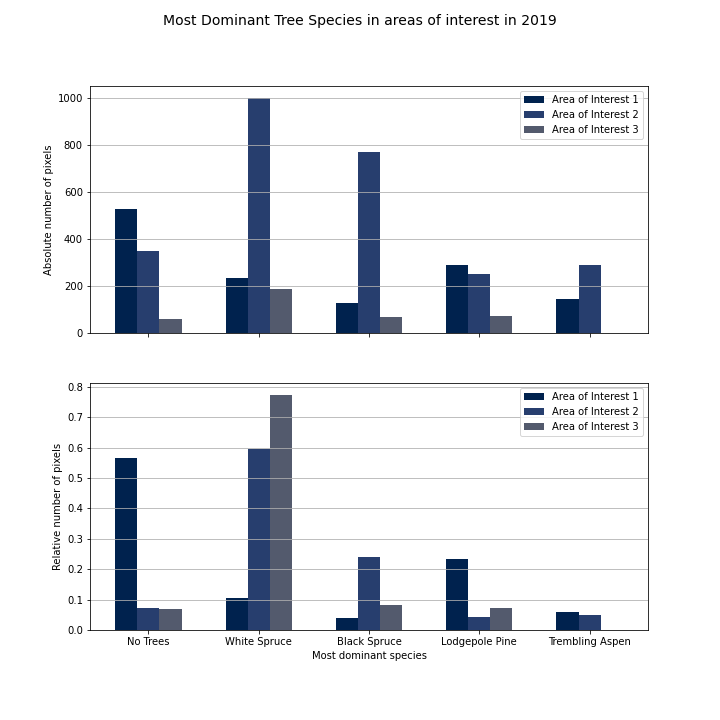 Most Dominant Tree Species in areas of interest in 2019
Absolute number of pixels
1000
800
600
400
200
0
Area of Interest 1
Area of Interest 2
Area of Interest 3
Relative number of pixels
0.8
0.7
0.6
0.5
0.4
0.3
0.2
0.1
0.0
Area of Interest 1
Area of Interest 2
Area of Interest 3
No Trees White Spruce Black Spruce Lodgepole Pine Trembling Aspen
Most dominant species